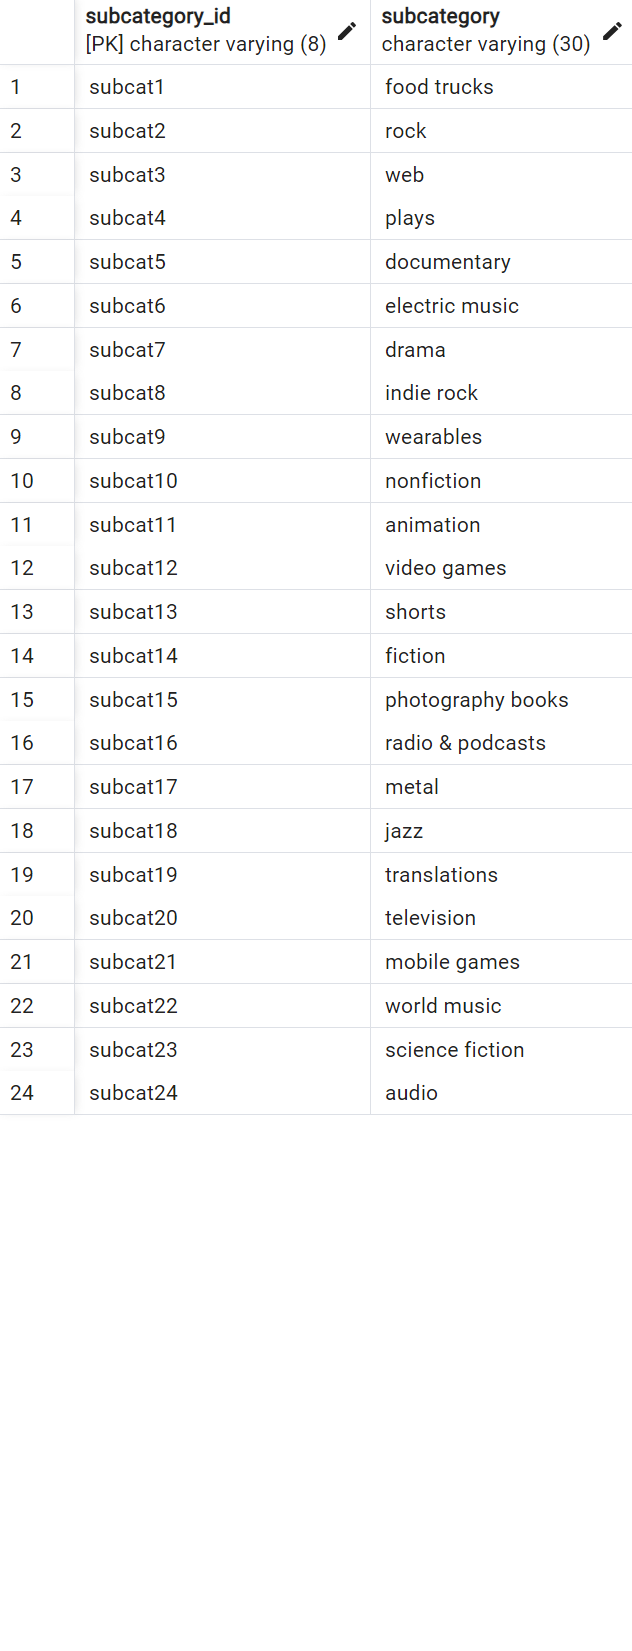 subcategory_id subcategory
[PK] character varying (8) character varying (30)
1 subcat1 food trucks
2 subcat2 rock
3 subcat3 web
4 subcat4 plays
5 subcat5 documentary
6 subcat6 electric music
7 subcat7 drama
8 subcat8 indie rock
9 subcat9 wearables
10 subcat10 nonfiction
11 subcat11 animation
12 subcat12 video games
13 subcat13 shorts
14 subcat14 fiction
15 subcat15 photography books
16 subcat16 radio & podcasts
17 subcat17 metal
18 subcat18 jazz
19 subcat19 translations
20 subcat20 television
21 subcat21 mobile games
22 subcat22 world music
23 subcat23 science fiction
24 subcat24 audio